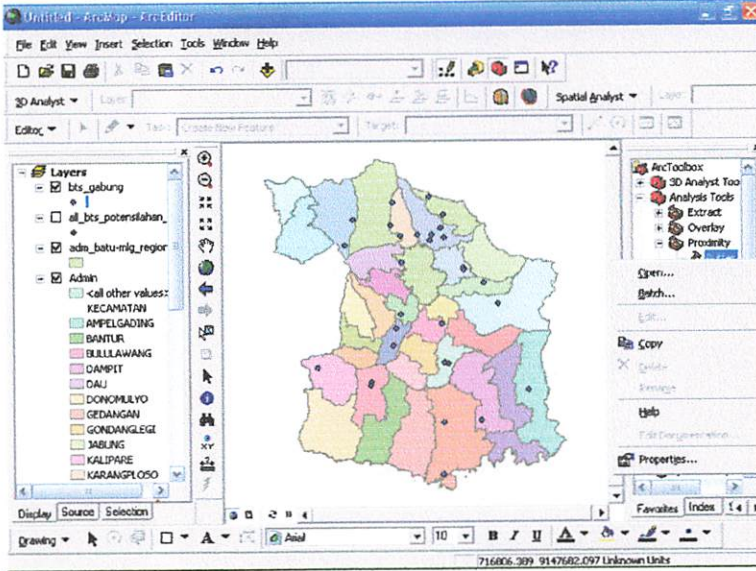 Untitled - ArcMap - ArcEditor
File Edit View Insert Selection Tools Window Help
3D Analyst Layer: Spatial Analyst Layer:
Editor Task: Create New Feature Target:
Layers
bts_gabung
all_bts_potensilahan_
adm_batu-mlg_region
Admin
<all other values>
KECAMATAN
AMPELGADING
BANTUR
BULULAWANG
DAMPIT
DAU
DONOMULYO
GEDANGAN
GONDANGLEGI
JABUNG
KALIPARE
KARANGPLOSO
Display Source Selection
ArcToolbox
3D Analyst Too
Analysis Tools
Extract
Overlay
Proximity
Open...
Batch...
Edit...
Copy
Delete
Rename
Help
Edit Documentation
Properties...
Favorites Index
Drawing A Arial 10 B I U A
716806.389 9147682.097 Unknown Units